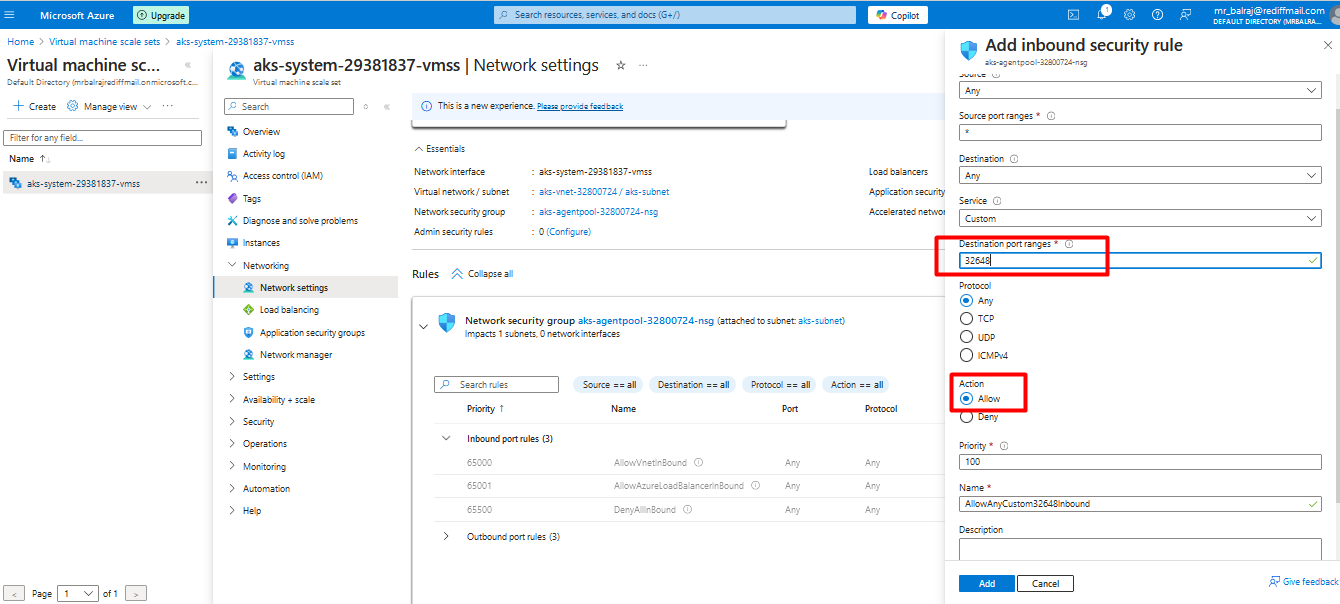 Microsoft Azure
Upgrade
Search resources, services, and docs (G+/)
Copilot
1
mr_balraj@rediffmail.com
DEFAULT DIRECTORY (MRBALRA...
Home > Virtual machine scale sets > aks-system-29381837-vmss
Virtual machine sc...
Default Directory (mrbalrajrediffmail.onmicrosoft.c...
Create
Manage view
Filter for any field...
Name ↑↓
aks-system-29381837-vmss
< Page 1 of 1 >
aks-system-29381837-vmss | Network settings
Virtual machine scale set
Search
Overview
Activity log
Access control (IAM)
Tags
Diagnose and solve problems
Instances
Networking
Network settings
Load balancing
Application security groups
Network manager
Settings
Availability + scale
Security
Operations
Monitoring
Automation
Help
This is a new experience. Please provide feedback
Essentials
Network interface : aks-system-29381837-vmss
Virtual network / subnet : aks-vnet-32800724 / aks-subnet
Network security group : aks-agentpool-32800724-nsg
Admin security rules : 0 (Configure)
Load balancers
Application security
Accelerated networ
Rules
Collapse all
Network security group aks-agentpool-32800724-nsg (attached to subnet: aks-subnet)
Impacts 1 subnets, 0 network interfaces
Search rules
Source == all
Destination == all
Protocol == all
Action == all
Priority ↑ Name Port Protocol
Inbound port rules (3)
65000 AllowVnetInBound Any Any
65001 AllowAzureLoadBalancerInBound Any Any
65500 DenyAllInBound Any Any
Outbound port rules (3)
Add inbound security rule
aks-agentpool-32800724-nsg
Source
Any
Source port ranges *
*
Destination
Any
Service
Custom
Destination port ranges *
32648
Protocol
Any
TCP
UDP
ICMPv4
Action
Allow
Deny
Priority *
100
Name *
AllowAnyCustom32648Inbound
Description
Add
Cancel
Give feedback